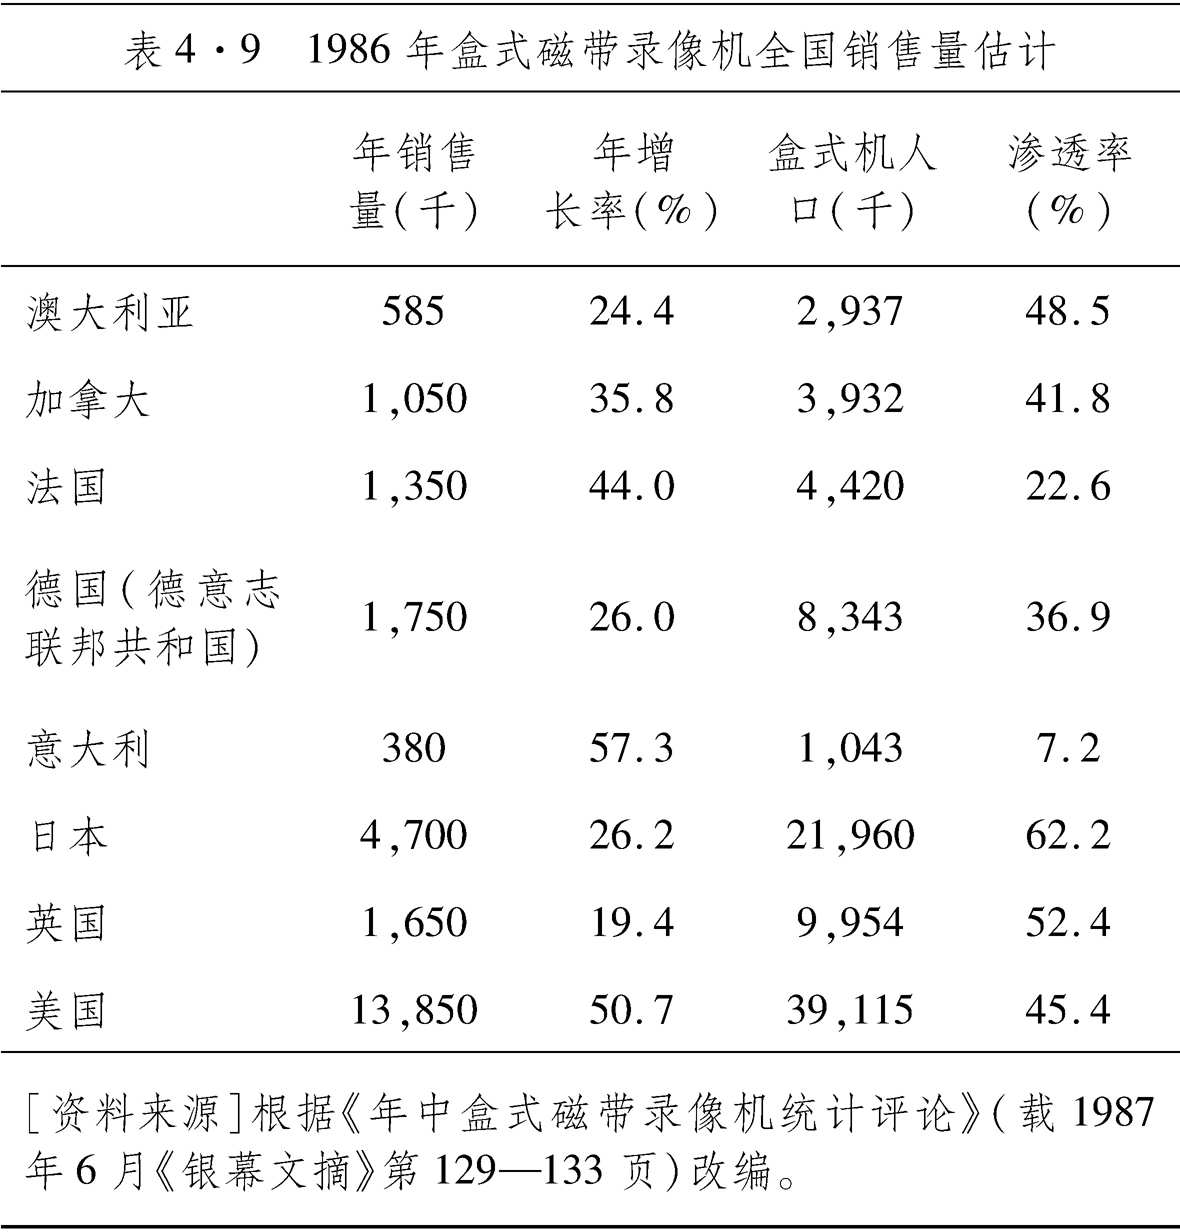 表4·9 1986年盒式磁带录像机全国销售量估计
年销售量(千) 年增长率(%) 盒式机人口(千) 渗透率(%)
澳大利亚 585 24.4 2,937 48.5
加拿大 1,050 35.8 3,932 41.8
法国 1,350 44.0 4,420 22.6
德国(德意志联邦共和国) 1,750 26.0 8,343 36.9
意大利 380 57.3 1,043 7.2
日本 4,700 26.2 21,960 62.2
英国 1,650 19.4 9,954 52.4
美国 13,850 50.7 39,115 45.4
[资料来源]根据《年中盒式磁带录像机统计评论》(载1987
年6月《银幕文摘》第129—133页)改编。